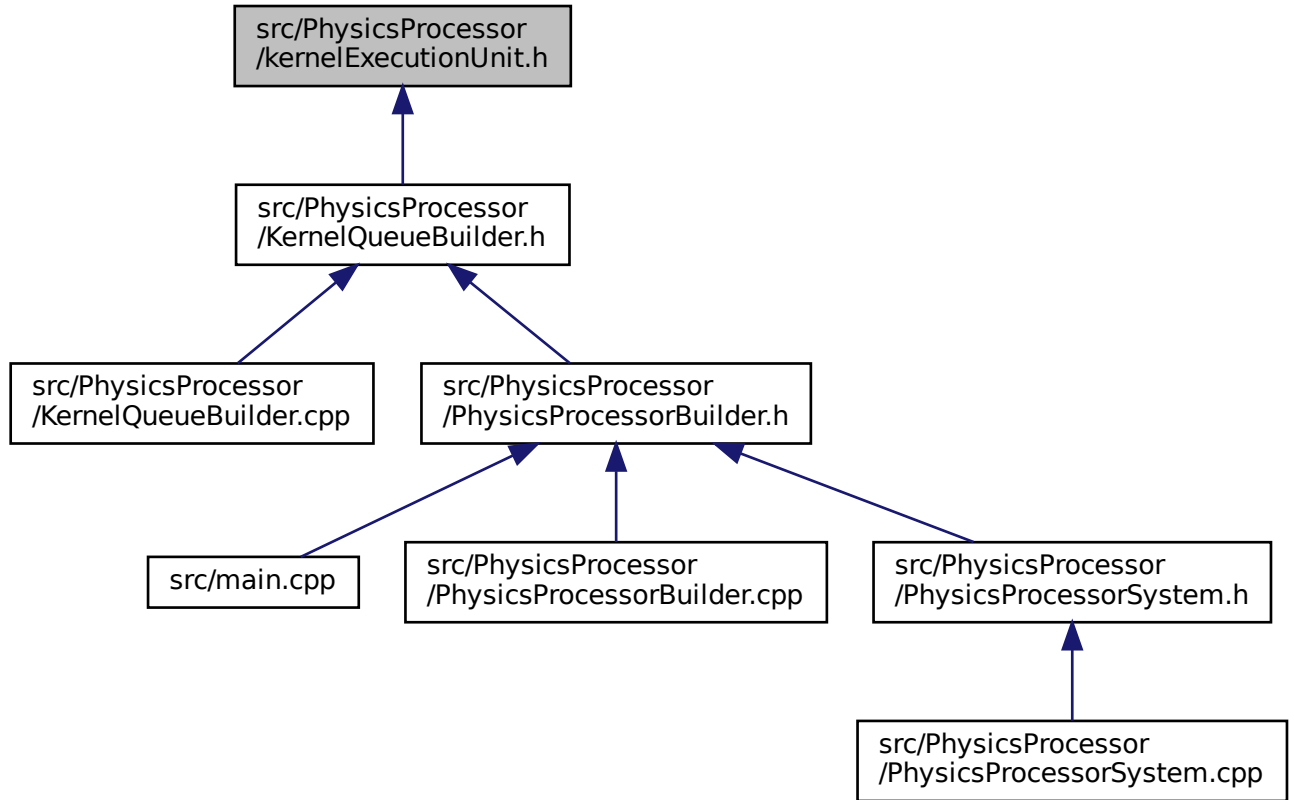 src/PhysicsProcessor
/kernelExecutionUnit.h
src/PhysicsProcessor
/KernelQueueBuilder.h
src/PhysicsProcessor
/KernelQueueBuilder.cpp
src/PhysicsProcessor
/PhysicsProcessorBuilder.h
src/main.cpp
src/PhysicsProcessor
/PhysicsProcessorBuilder.cpp
src/PhysicsProcessor
/PhysicsProcessorSystem.h
src/PhysicsProcessor
/PhysicsProcessorSystem.cpp